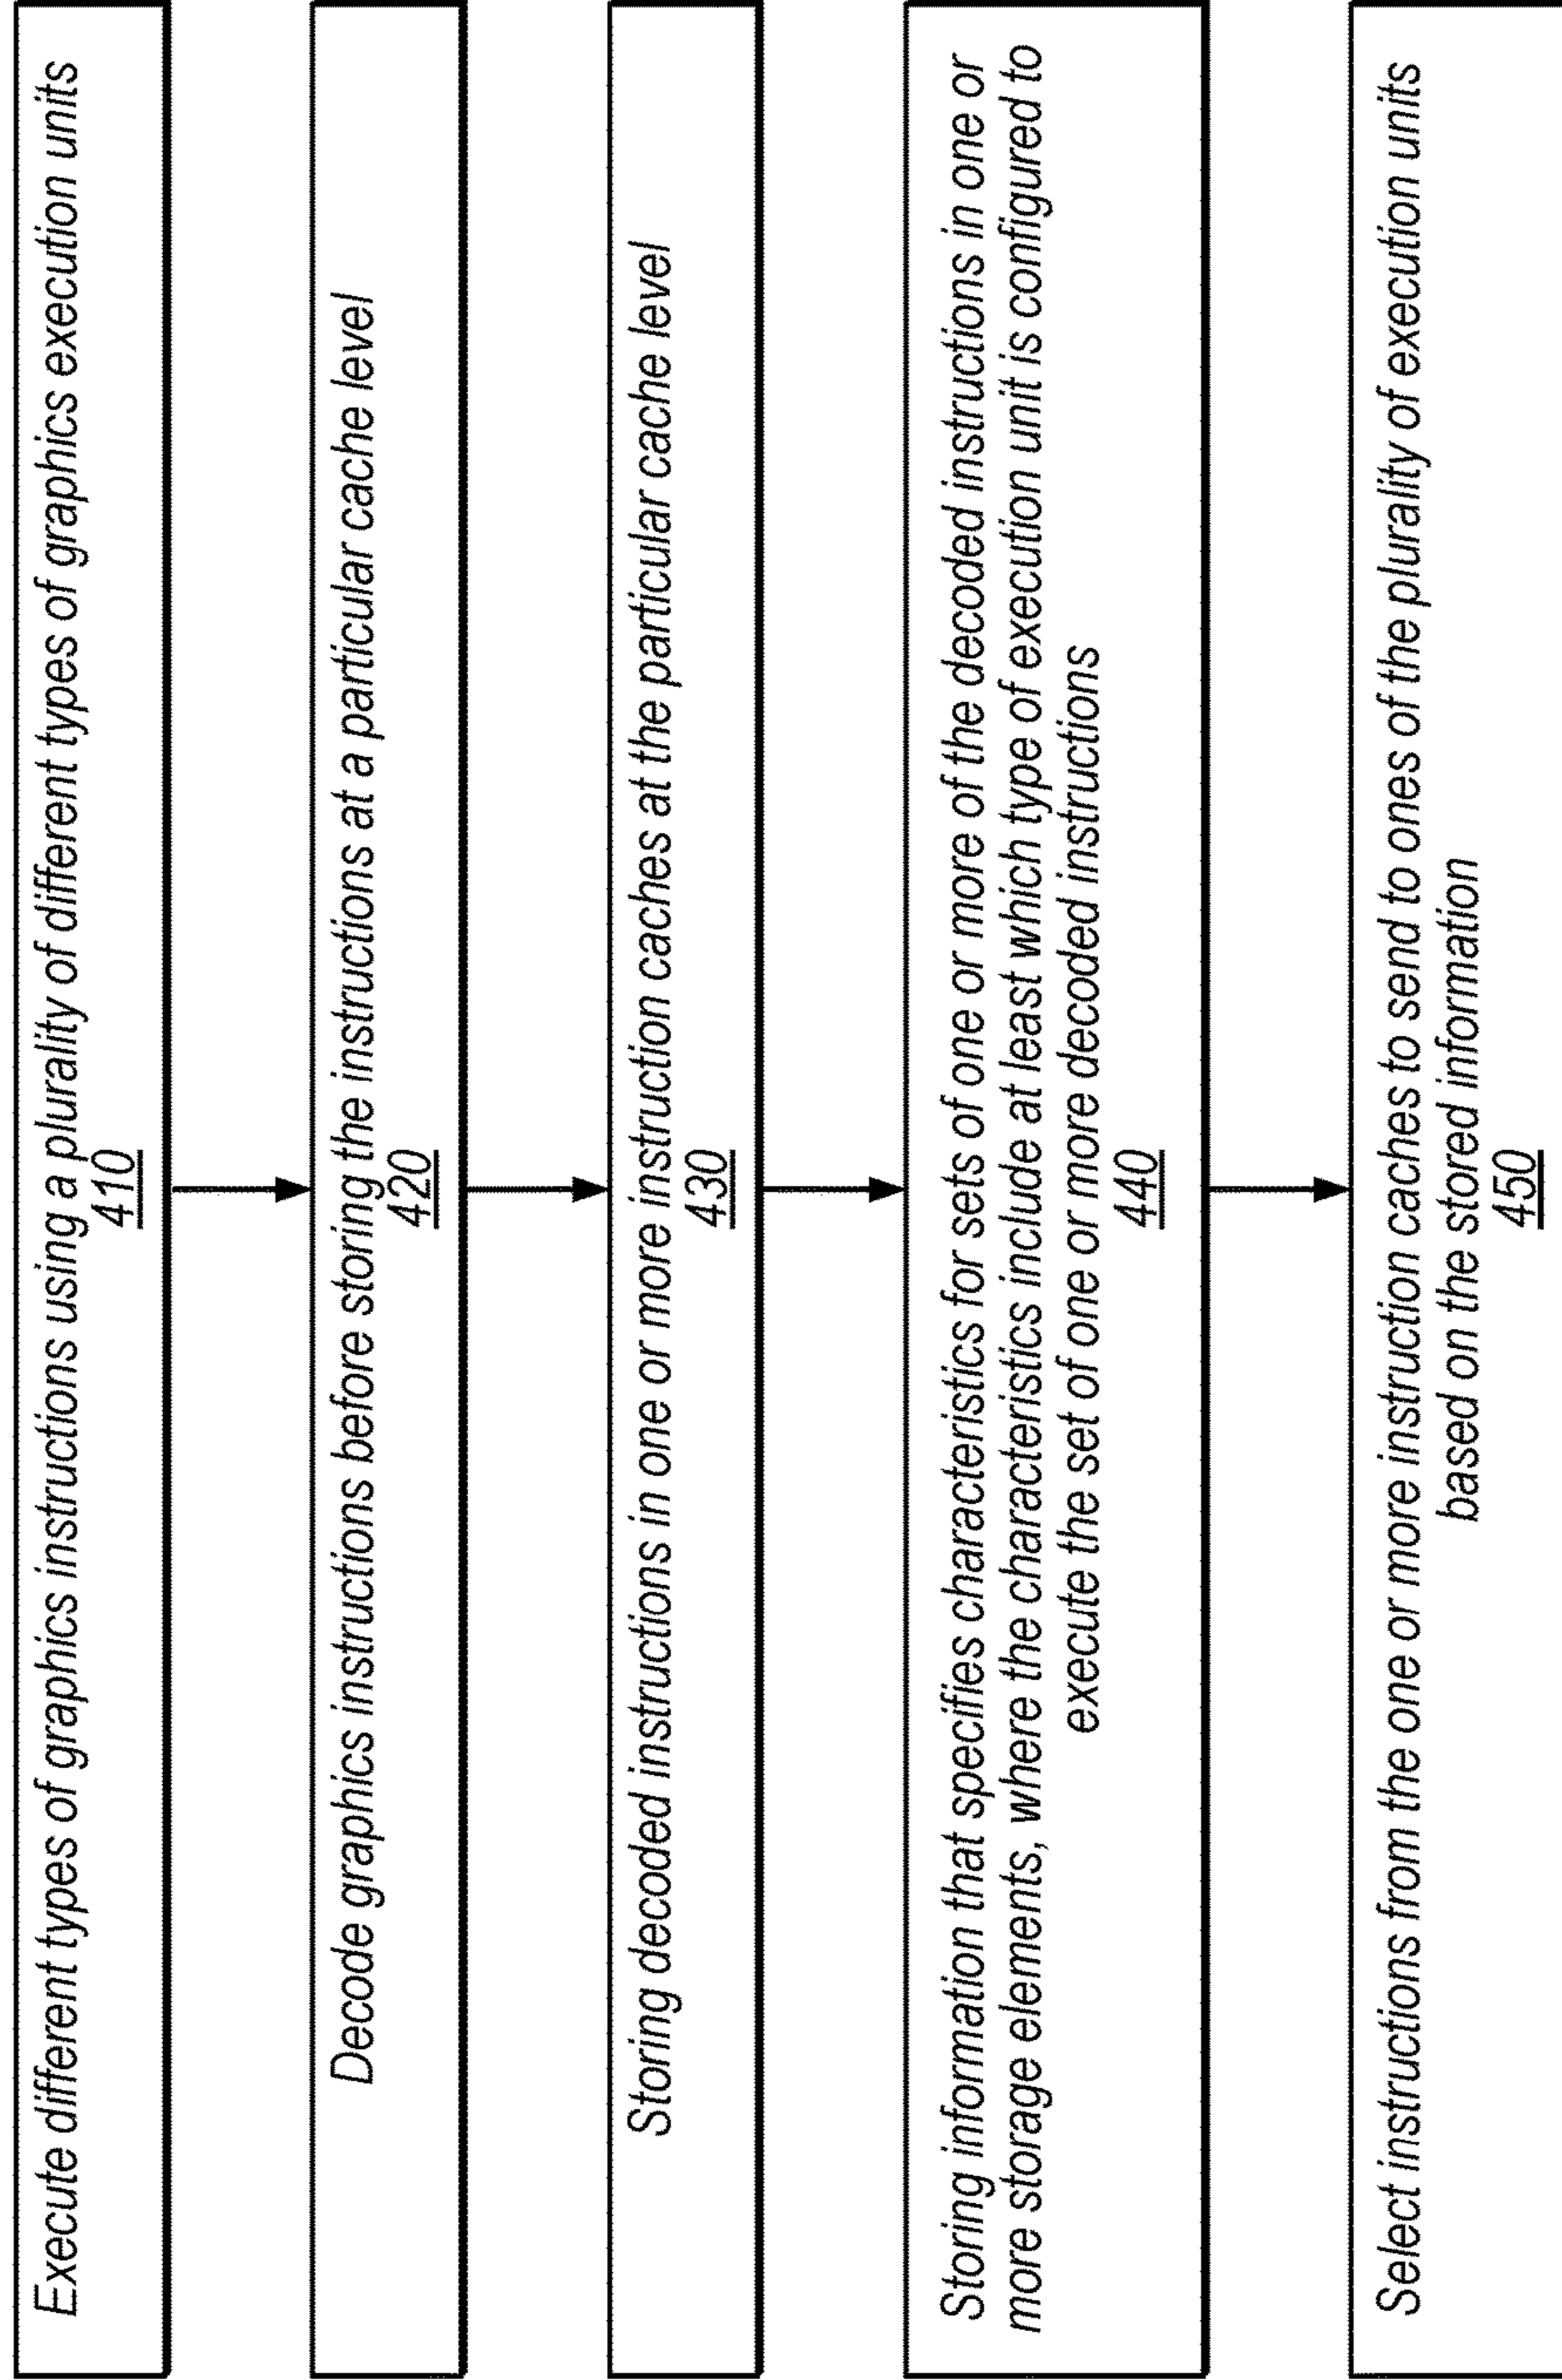 Execute different types of graphics instructions using a plurality of different types of graphics execution units
410
Decode graphics instructions before storing the instructions at a particular cache level
420
Storing decoded instructions in one or more instruction caches at the particular cache level
430
Storing information that specifies characteristics for sets of one or more of the decoded instructions in one or
more storage elements, where the characteristics include at least which type of execution unit is configured to
execute the set of one or more decoded instructions
440
Select instructions from the one or more instruction caches to send to ones of the plurality of execution units
based on the stored information
450